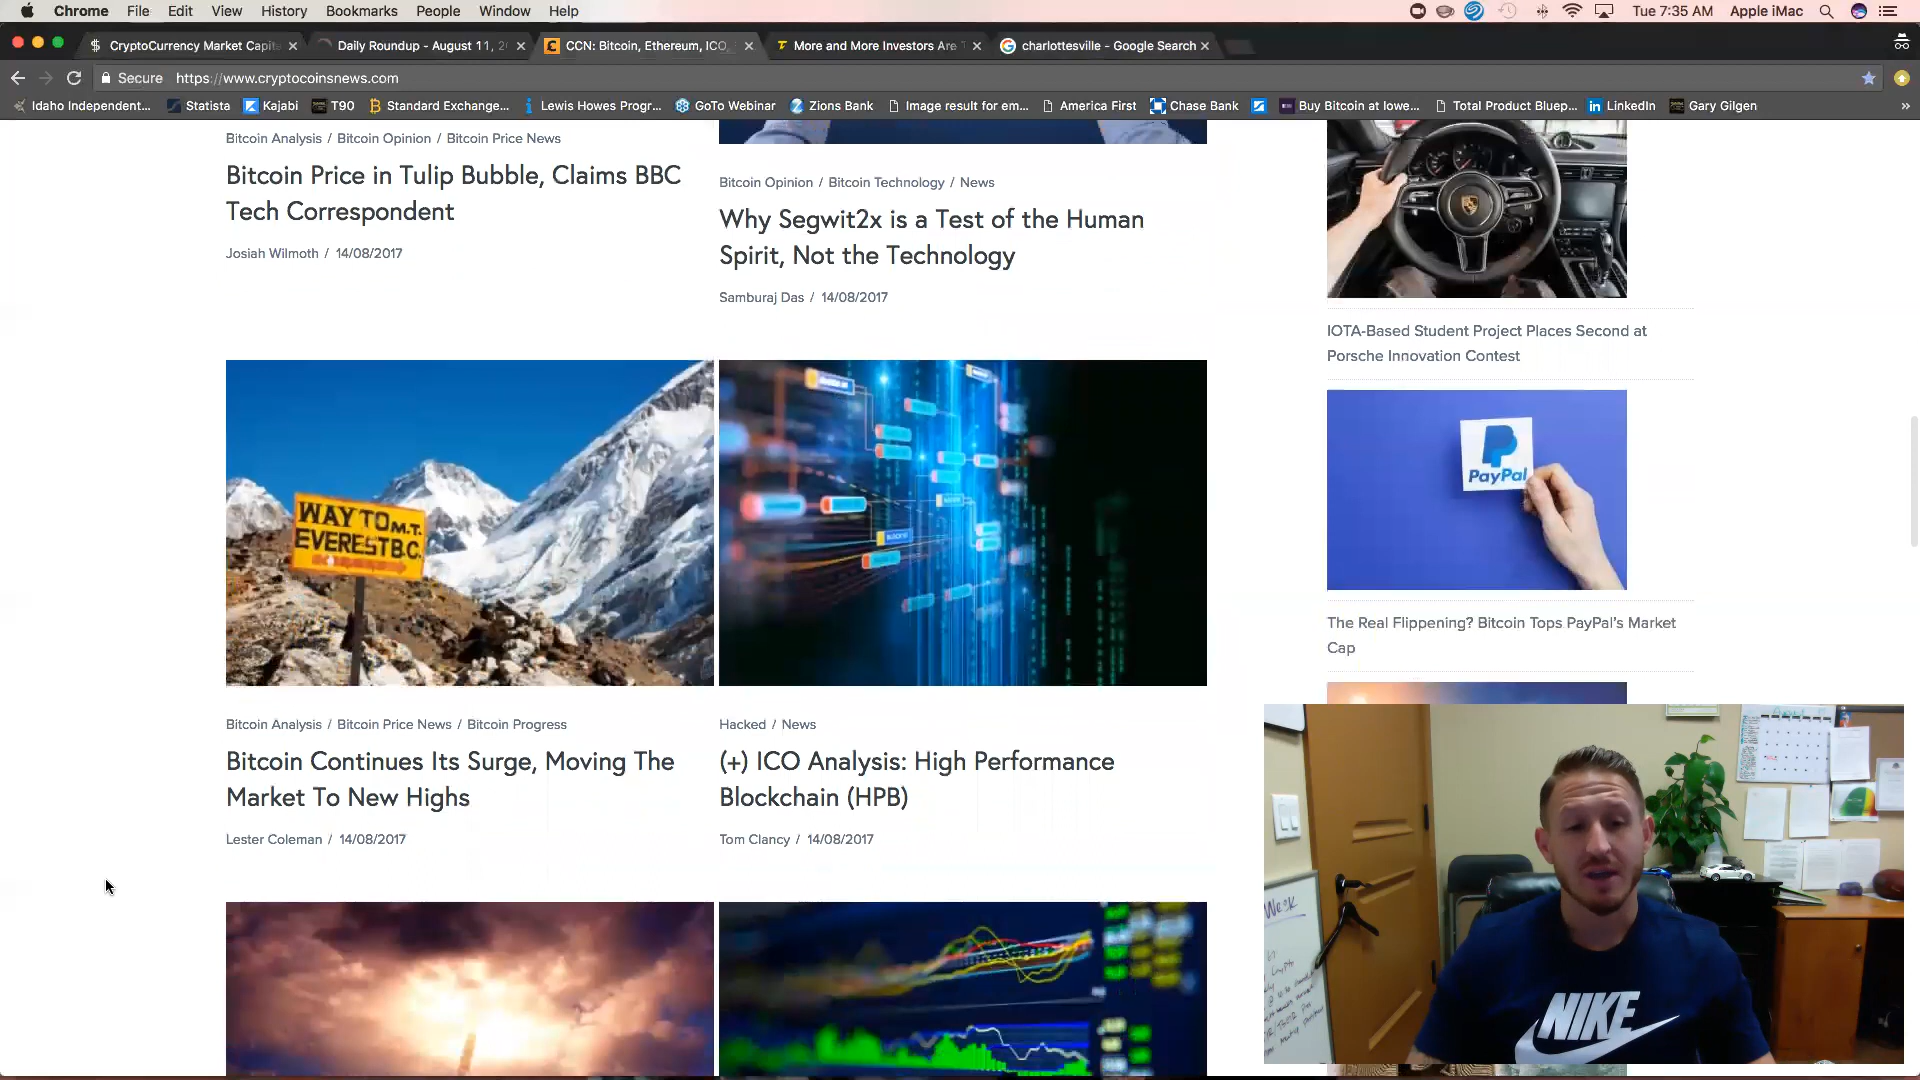 Chrome File Edit View History Bookmarks People Window Help Tue 7:35 AM Apple iMac
CryptoCurrency Market Capit Daily Roundup - August 11, 2 CCN: Bitcoin, Ethereum, ICO, More and More Investors Are T charlottesville - Google Search
Secure https://www.cryptocoinsnews.com
Idaho Independent... Statista Kajabi T90 Standard Exchange... Lewis Howes Progr... GoTo Webinar Zions Bank Image result for em... America First Chase Bank Buy Bitcoin at lowe... Total Product Bluep... LinkedIn Gary Gilgen
Bitcoin Analysis / Bitcoin Opinion / Bitcoin Price News
Bitcoin Price in Tulip Bubble, Claims BBC
Tech Correspondent
Josiah Wilmoth / 14/08/2017
Bitcoin Opinion / Bitcoin Technology / News
Why Segwit2x is a Test of the Human
Spirit, Not the Technology
Samburaj Das / 14/08/2017
IOTA-Based Student Project Places Second at
Porsche Innovation Contest
WAY TO M.T.
EVEREST B.C.
PayPal
The Real Flippening? Bitcoin Tops PayPal's Market
Cap
Bitcoin Analysis / Bitcoin Price News / Bitcoin Progress
Bitcoin Continues Its Surge, Moving The
Market To New Highs
Lester Coleman / 14/08/2017
Hacked / News
(+) ICO Analysis: High Performance
Blockchain (HPB)
Tom Clancy / 14/08/2017
Week
NIKE